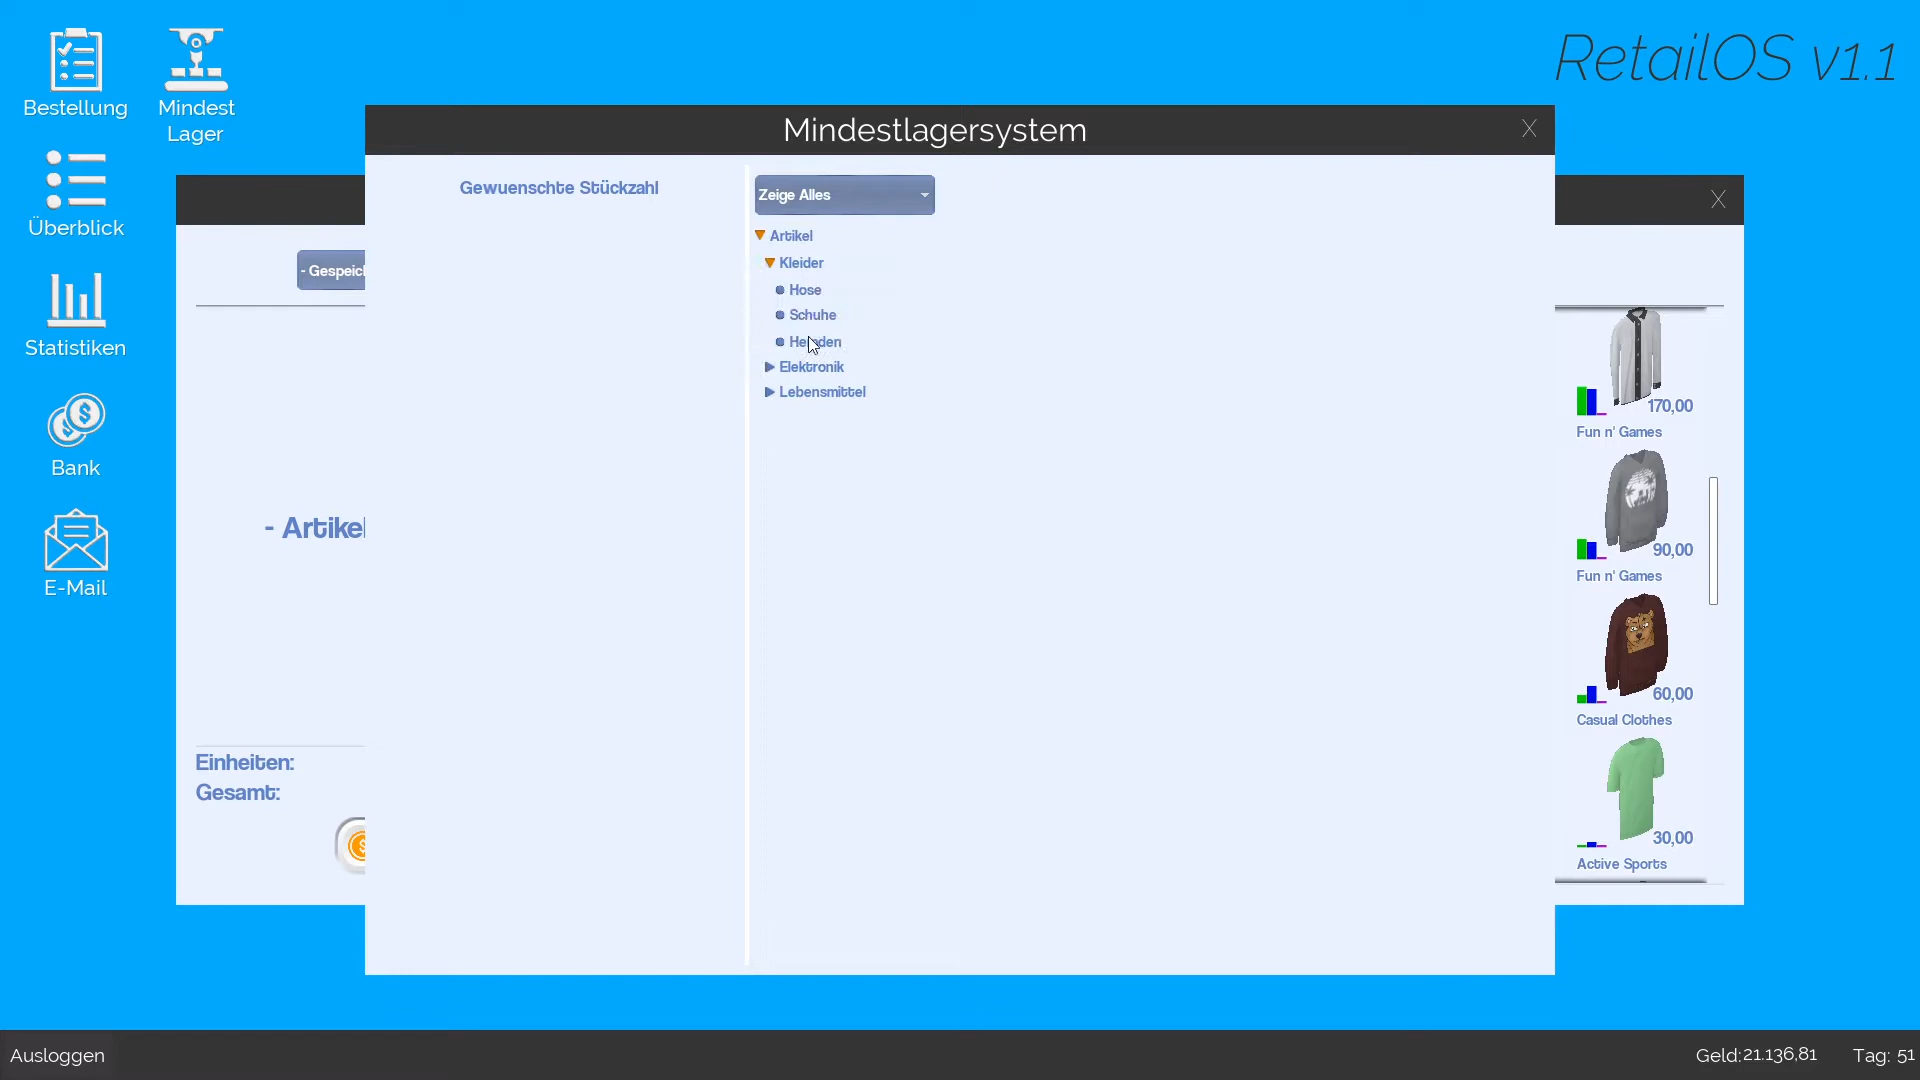 RetailOS v1.1
Bestellung
Mindest
Lager
Überblick
Statistiken
Bank
E-Mail
Mindestlagersystem
X
X
Gewuenschte Stückzahl
Zeige Alles
Artikel
Kleider
Hose
Schuhe
Elektronik
Lebensmittel
- Artikel
Einheiten:
Gesamt:
170,00
Fun n' Games
90,00
Fun n' Games
60,00
Casual Clothes
30,00
Active Sports
Ausloggen
Geld:21.136,81
Tag: 51